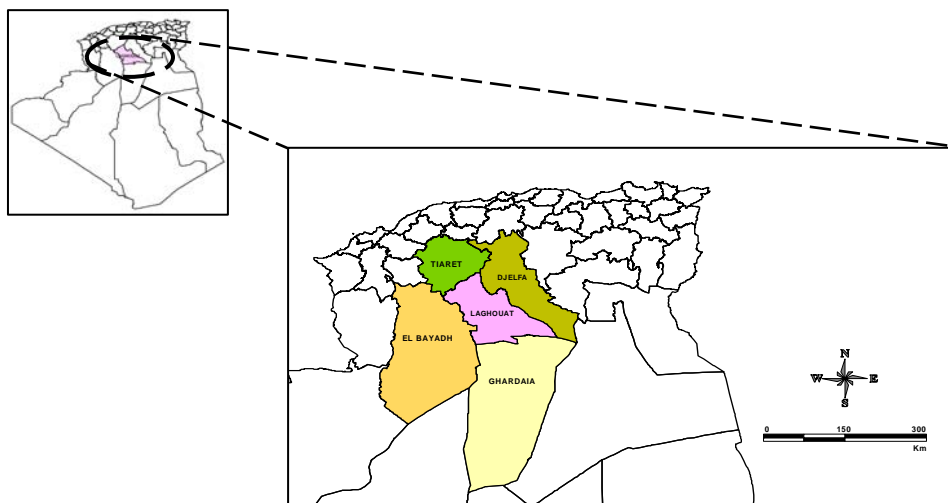 TIARET
DJELFA
LAGHOUAT
EL BAYADH
GHARDAIA
N
W E
S
0 150 300
Km